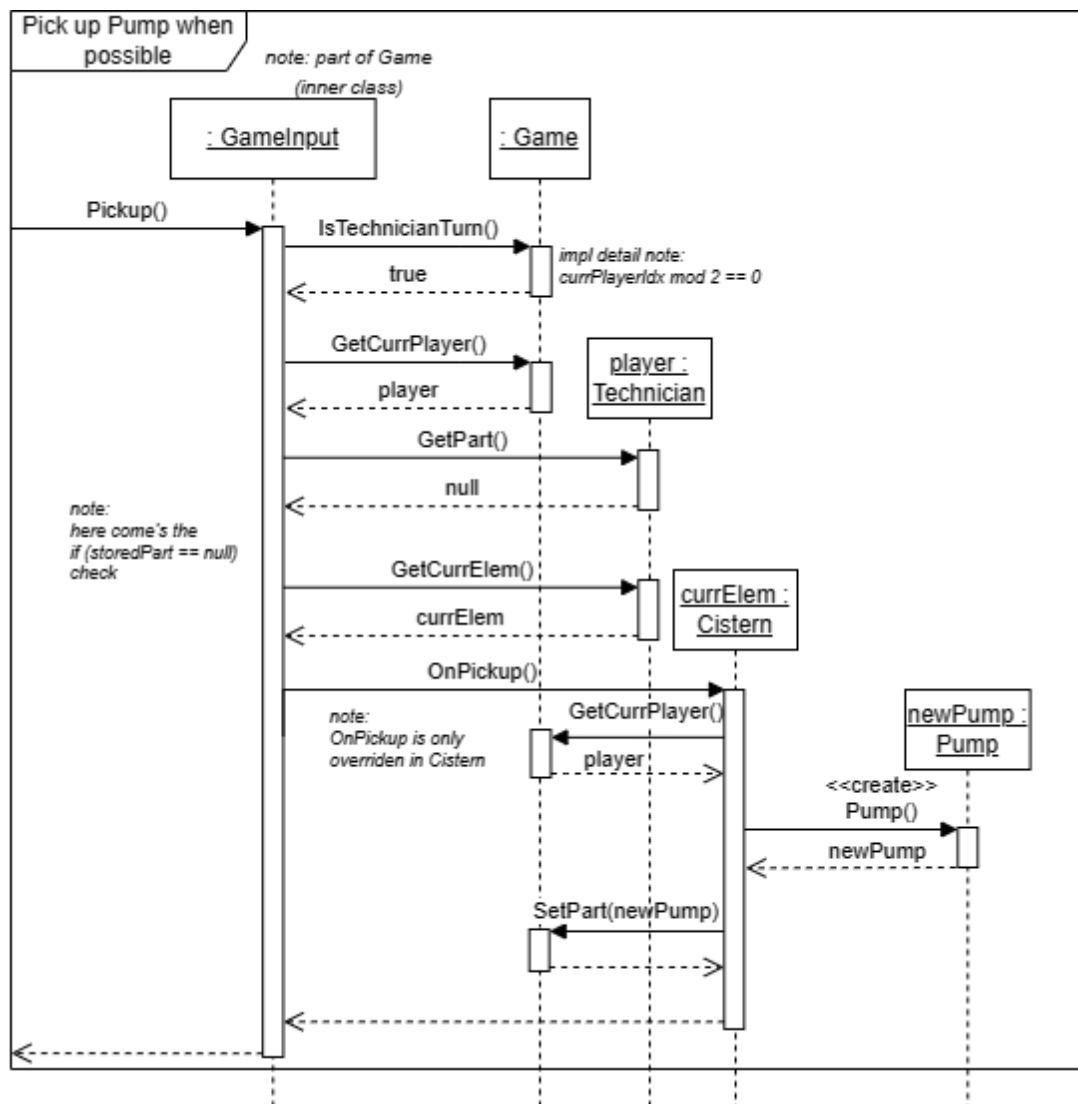 Pick up Pump when
possible
note: part of Game
(inner class)
: GameInput
: Game
Pickup()
IsTechnicianTurn()
impl detail note:
currPlayerIdx mod 2 == 0
true
GetCurrPlayer()
player :
Technician
player
GetPart()
null
note:
here come's the
if (storedPart == null)
check
GetCurrElem()
currElem :
Cistern
currElem
OnPickup()
note:
OnPickup is only
overriden in Cistern
GetCurrPlayer()
player
newPump :
Pump
<<create>>
Pump()
newPump
SetPart(newPump)